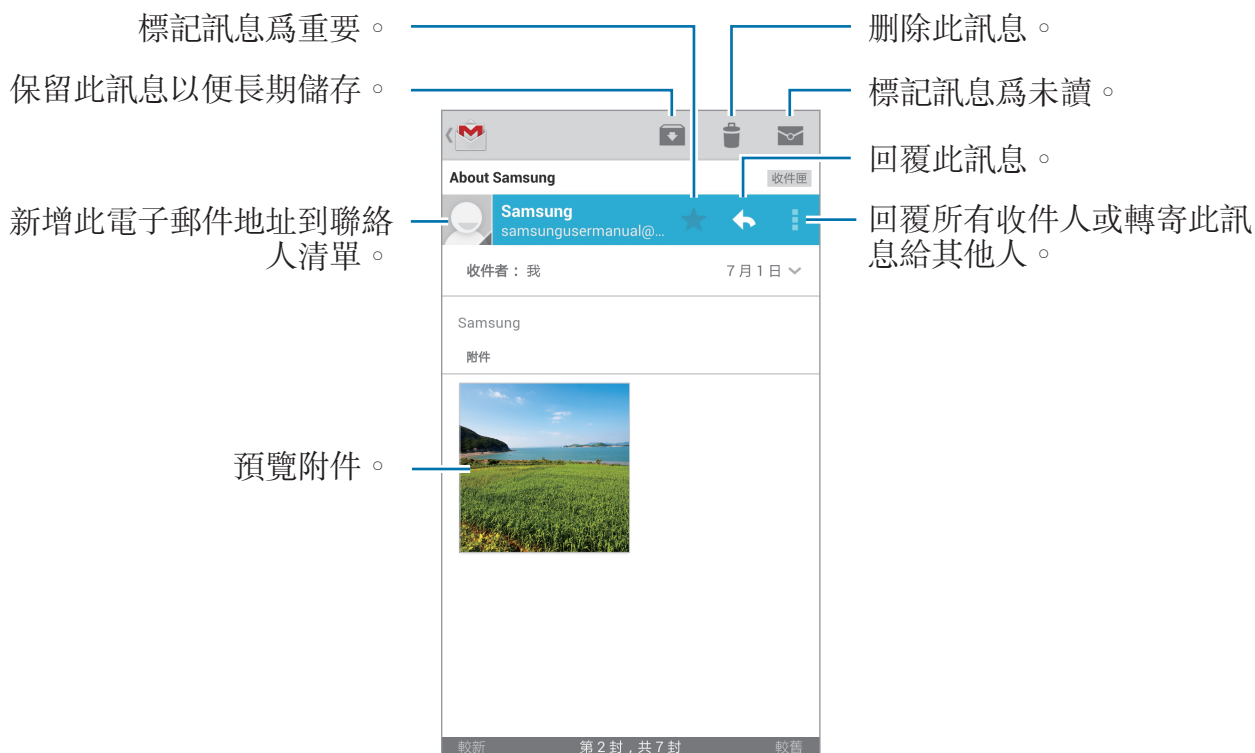 標記訊息爲重要。
保留此訊息以便長期儲存。
新增此電子郵件地址到聯絡
人清單。
預覽附件。
删除此訊息。
標記訊息爲未讀。
回覆此訊息。
回覆所有收件人或轉寄此訊
息給其他人。
About Samsung
收件匣
Samsung
samsungusermanual@...
收件者：我
7月1日
Samsung
附件
較新
第2封，共7封
較舊